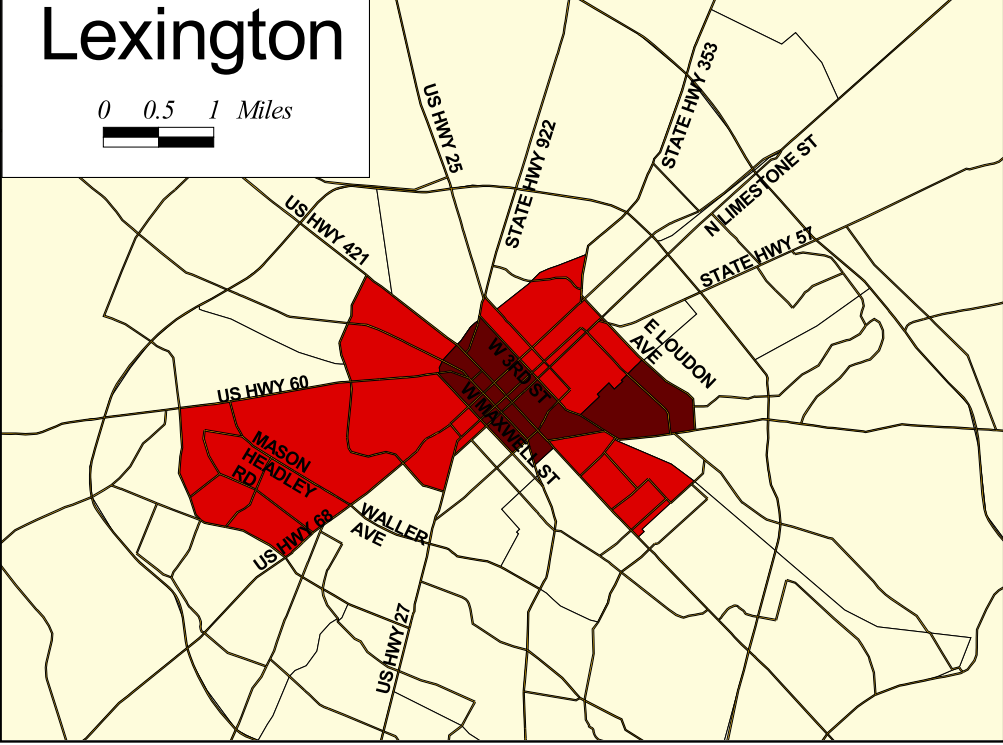 Lexington
0 0.5 1 Miles
US HWY 25
STATE HWY 922
STATE HWY 353
N LIMESTONE ST
STATE HWY 57
US HWY 421
E LOUDON
AVE
W 3RD ST
W MAXWELL ST
US HWY 60
MASON
HEADLEY
RD
US HWY 68
WALLER
AVE
US HWY 27